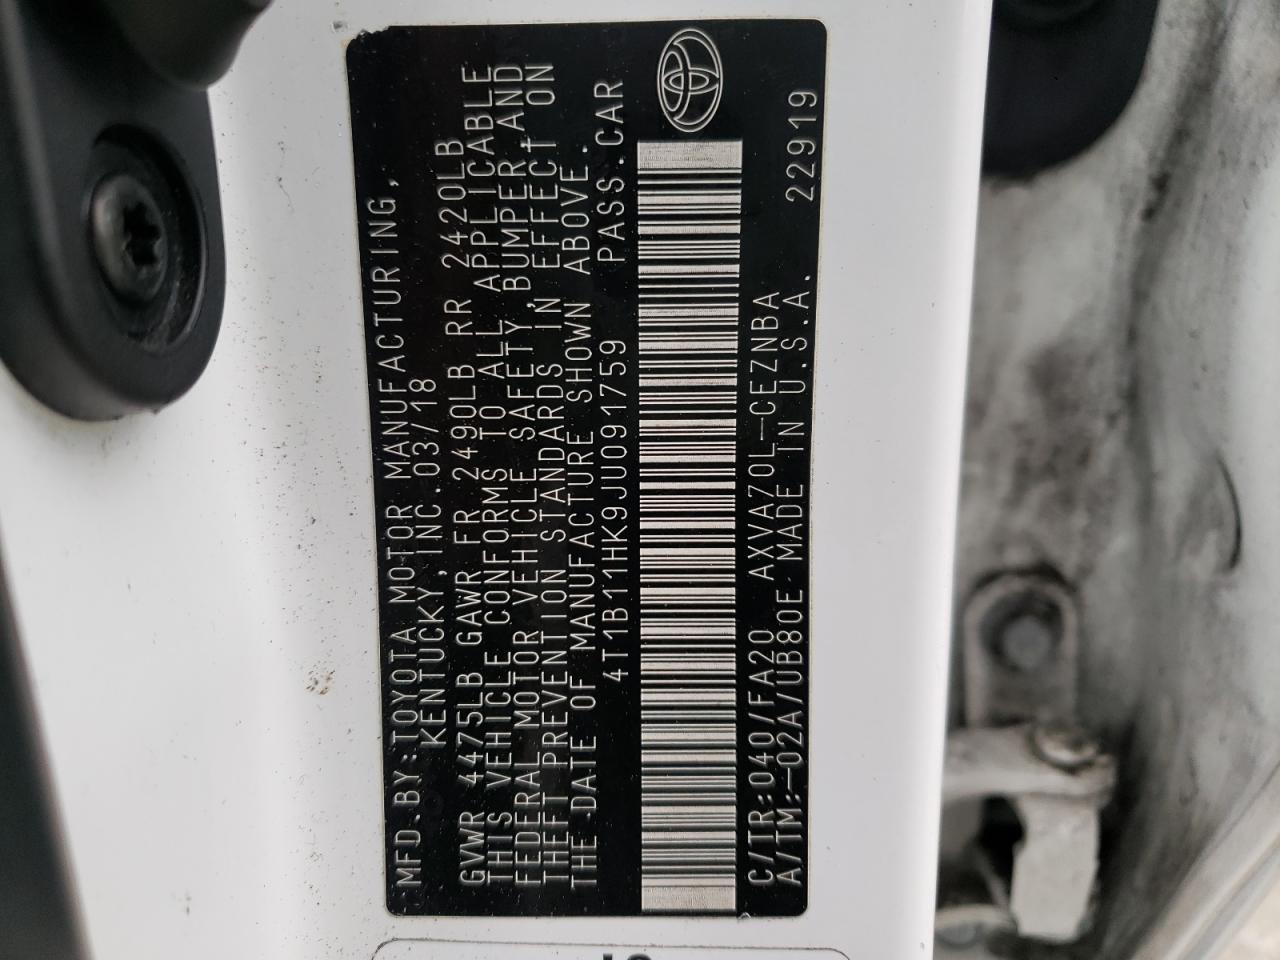 MFD.BY:TOYOTA MOTOR MANUFACTURING,
KENTUCKY,INC.03/18
GVWR 4475LB GAWR FR 2490LB RR 2420LB
THIS VEHICLE CONFORMS TO ALL APPLICABLE
FEDERAL MOTOR VEHICLE SAFETY,BUMPER,AND
THEFT PREVENTION STANDARDS IN EFFECT ON
THE DATE OF MANUFACTURE SHOWN ABOVE.
4T1B11HK9JU091759 PASS.CAR
C/TR:040/FA20 AXVA70L-CEZNBA
A/TM:-02A/UB80E MADE IN U.S.A. 22919